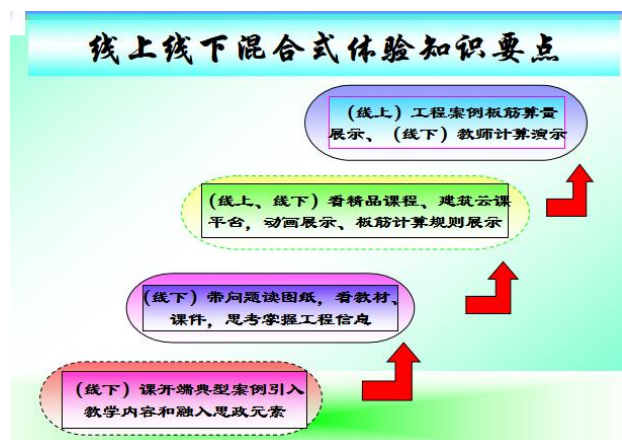 线上线下混合式体验知识要点
（线上）工程案例板筋算量
展示、（线下）教师计算演示
（线上、线下）看精品课程、建筑云课
平台，动画展示、板筋计算规则展示
（线下）带问题读图纸，看教材、
课件，思考掌握工程信息
（线下）课开端典型案例引入
教学内容和融入思政元素